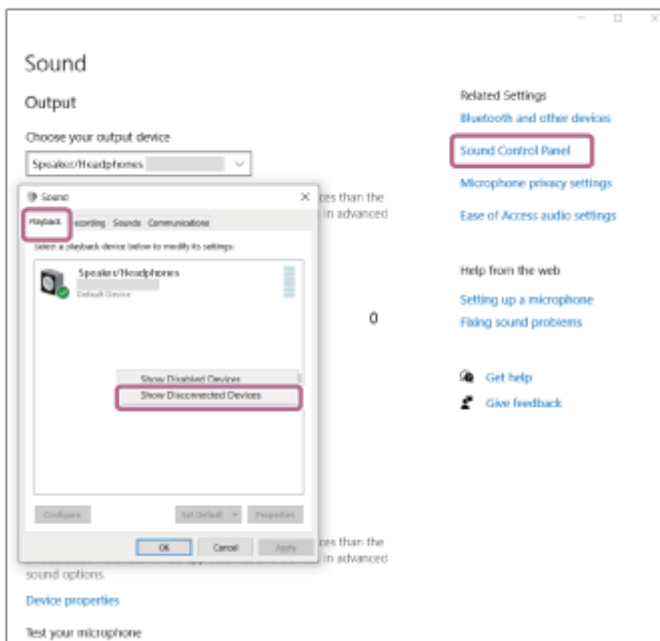 Sound
Output
Choose your output device
Speaker/Headphones
Related Settings
Bluetooth and other devices
Sound Control Panel
Microphone privacy settings
Ease of Access audio settings
Help from the web
Setting up a microphone
Fixing sound problems
Get help
Give feedback
Sound
Playback
ecording
Sounds
Communications
Select a playback device below to modify its settings:
Speaker/Headphones
Default Device
Show Disabled Devices
Show Disconnected Devices
Configure
Set Default
Properties
OK
Cancel
Apply
ces than the
in advanced
0
ces than the
in advanced
sound options.
Device properties
Test your microphone